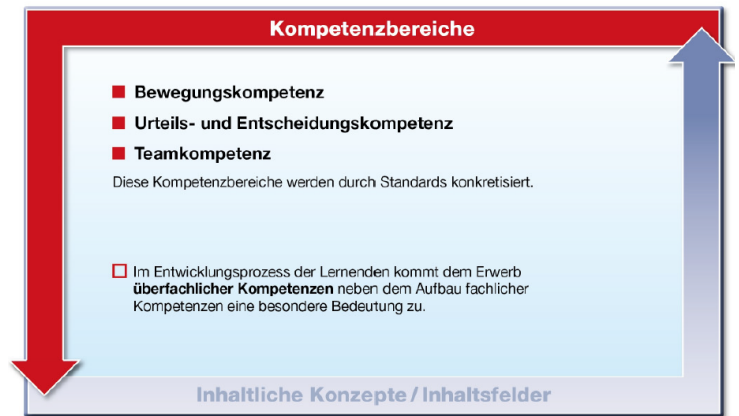 Kompetenzbereiche
Bewegungskompetenz
Urteils- und Entscheidungskompetenz
Teamkompetenz
Diese Kompetenzbereiche werden durch Standards konkretisiert.
Im Entwicklungsprozess der Lernenden kommt dem Erwerb
überfachlicher Kompetenzen neben dem Aufbau fachlicher
Kompetenzen eine besondere Bedeutung zu.
Inhaltliche Konzepte / Inhaltsfelder